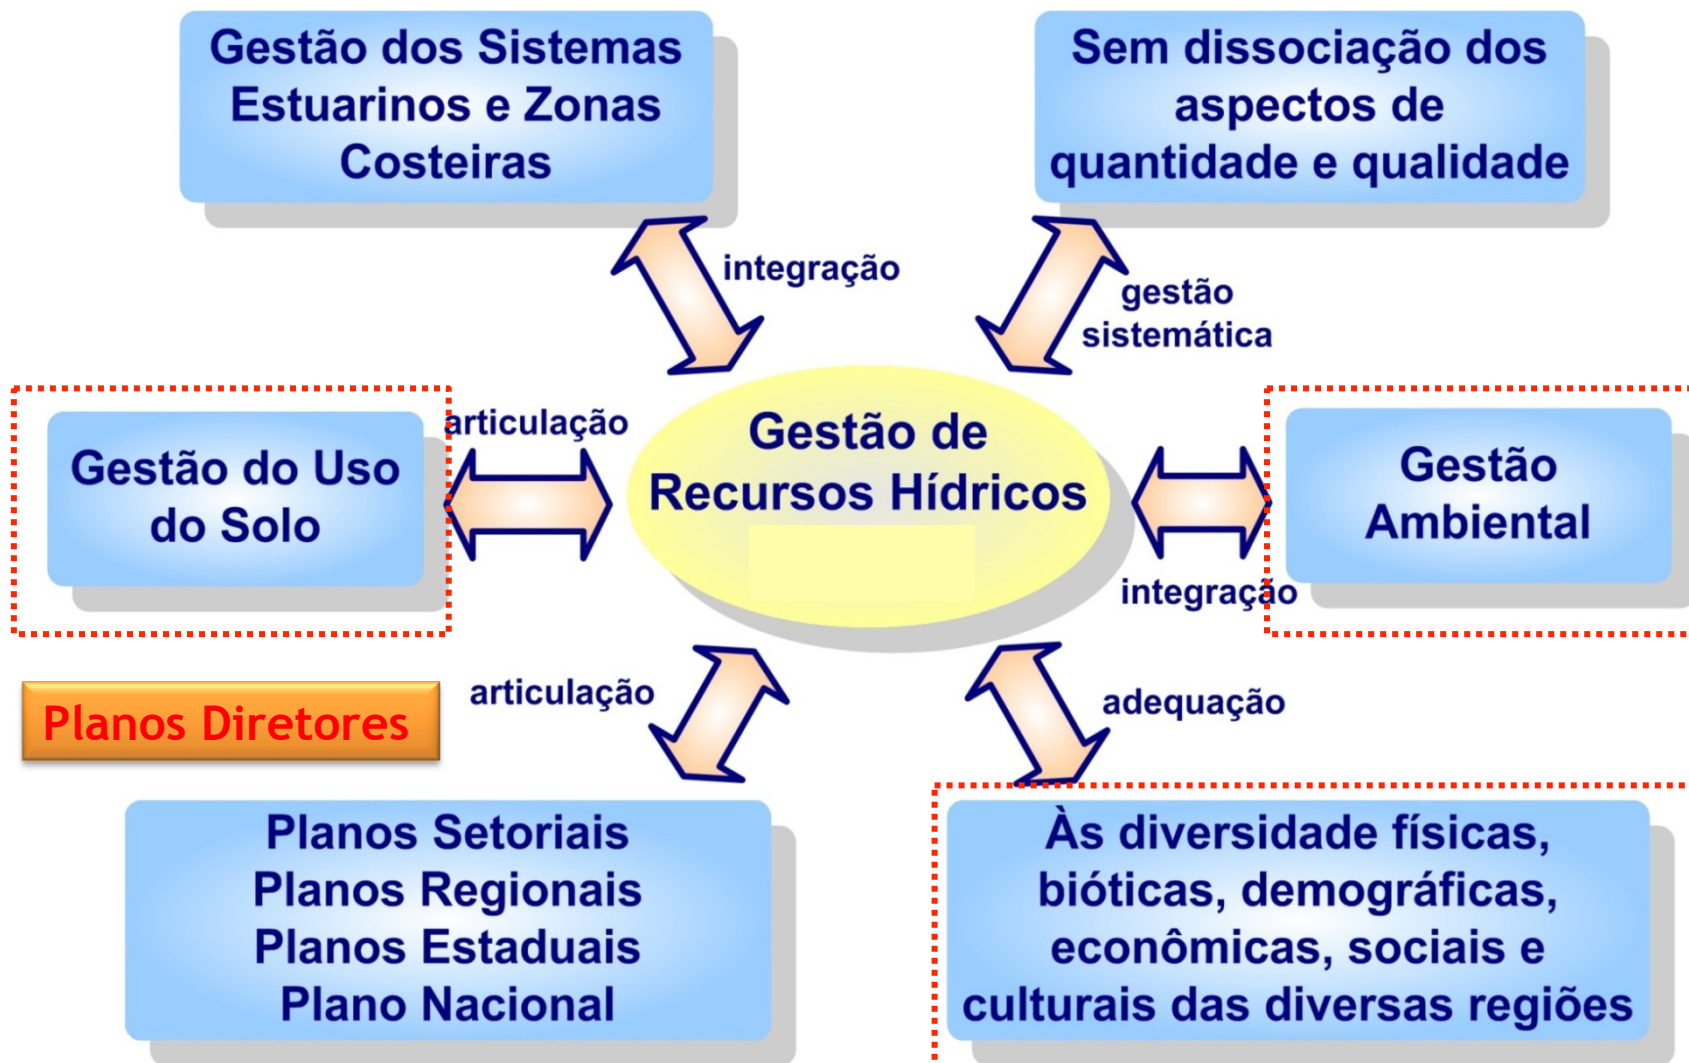 Gestão dos Sistemas
Estuarinos e Zonas
Costeiras
Sem dissociação dos
aspectos de
quantidade e qualidade
integração
gestão
sistemática
Gestão do Uso
do Solo
articulação
Gestão de
Recursos Hídricos
Gestão
Ambiental
integração
Planos Diretores
articulação
adequação
Planos Setoriais
Planos Regionais
Planos Estaduais
Plano Nacional
Às diversidade físicas,
bióticas, demográficas,
econômicas, sociais e
culturais das diversas regiões